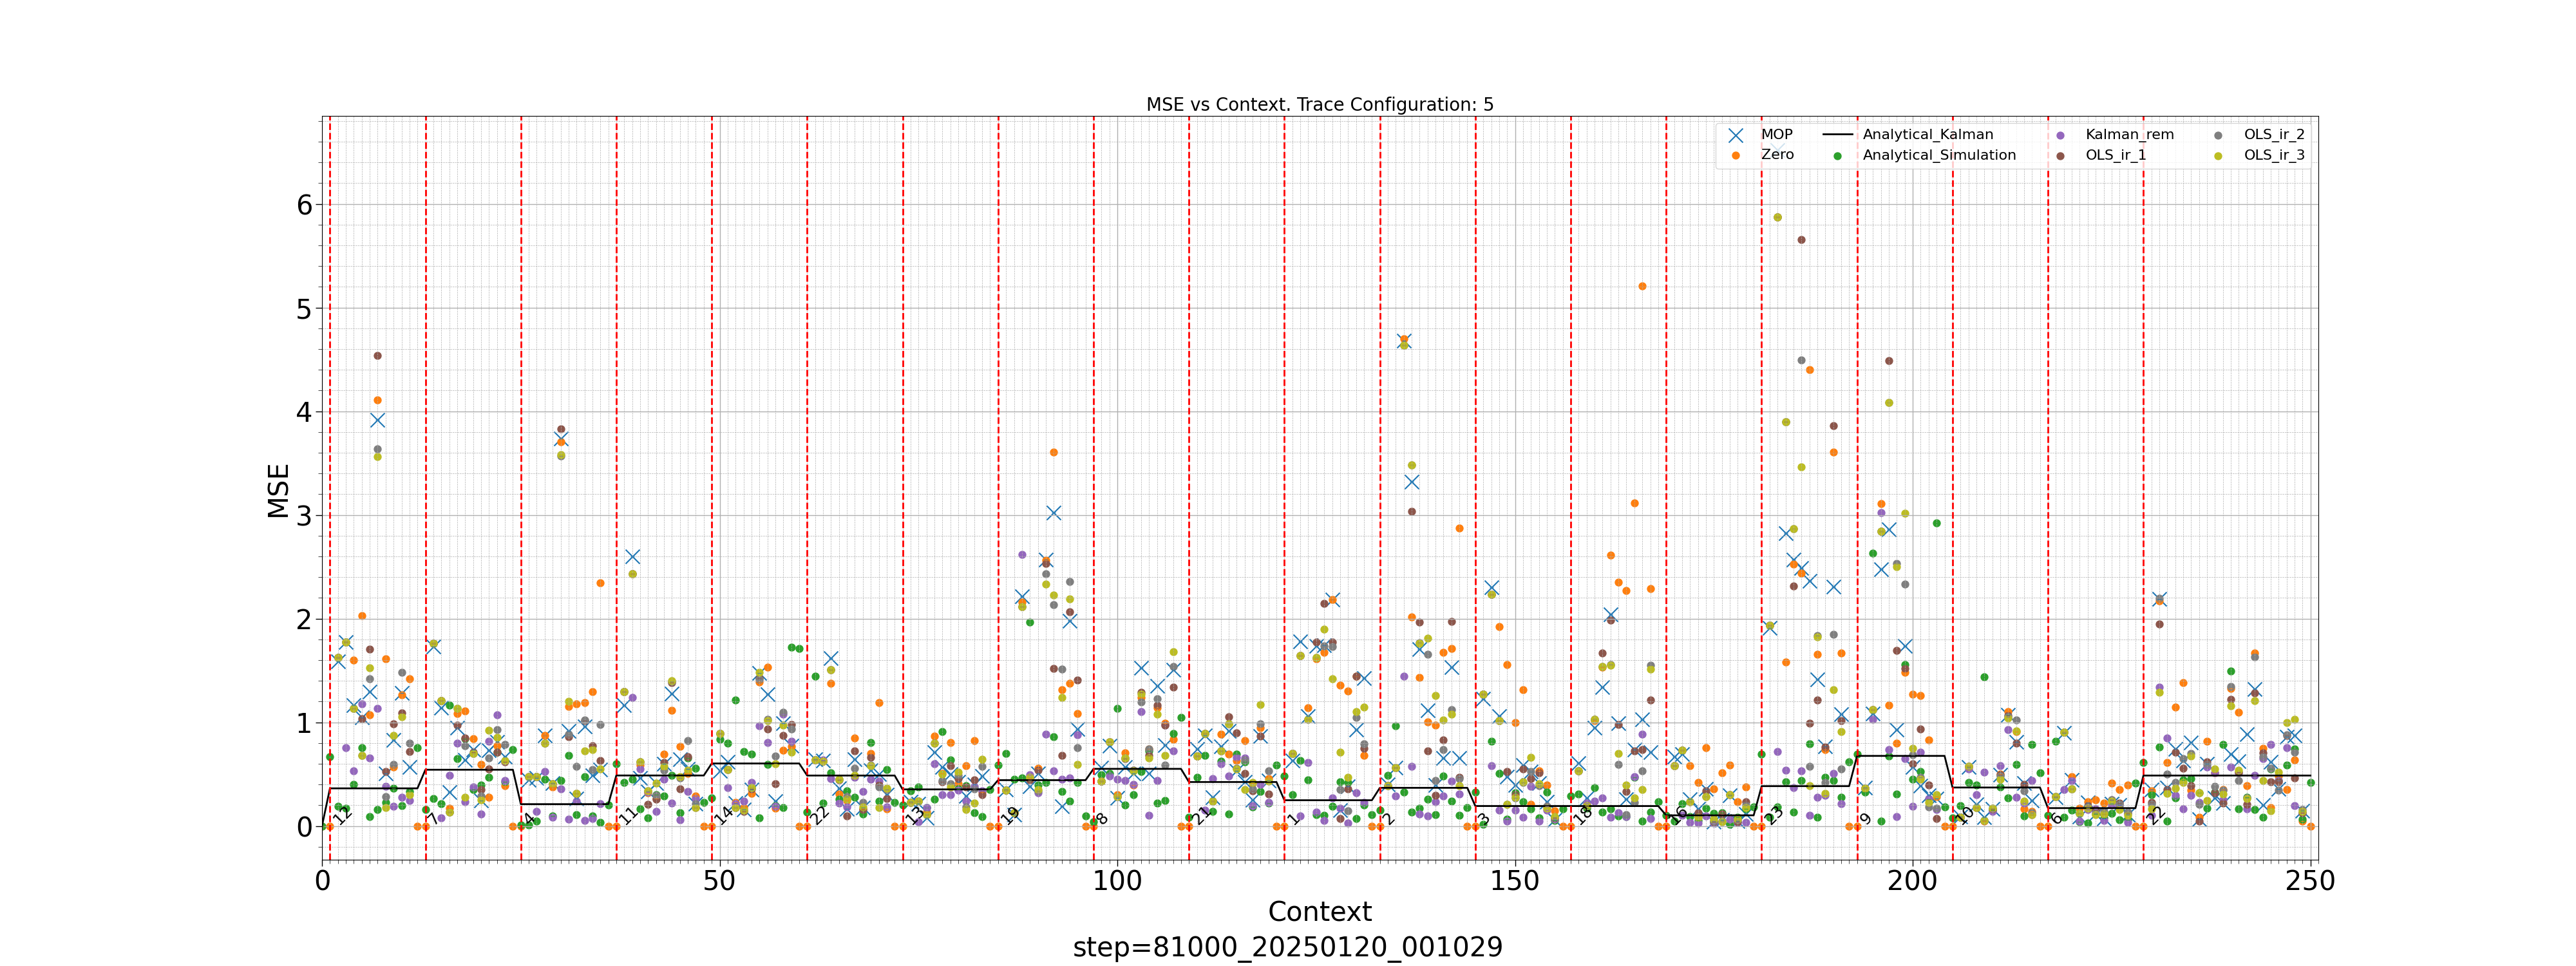 MSE vs Context. Trace Configuration: 5
MOP
Zero
Analytical_Kalman
Analytical_Simulation
Kalman_rem
OLS_ir_1
OLS_ir_2
OLS_ir_3
MSE
6
5
4
3
2
1
0
12 7 4 11 14 22 13 19 8 21 1 2 3 18 16 23 9 10 6 22
0 50 100 150 200 250
Context
step=81000_20250120_001029